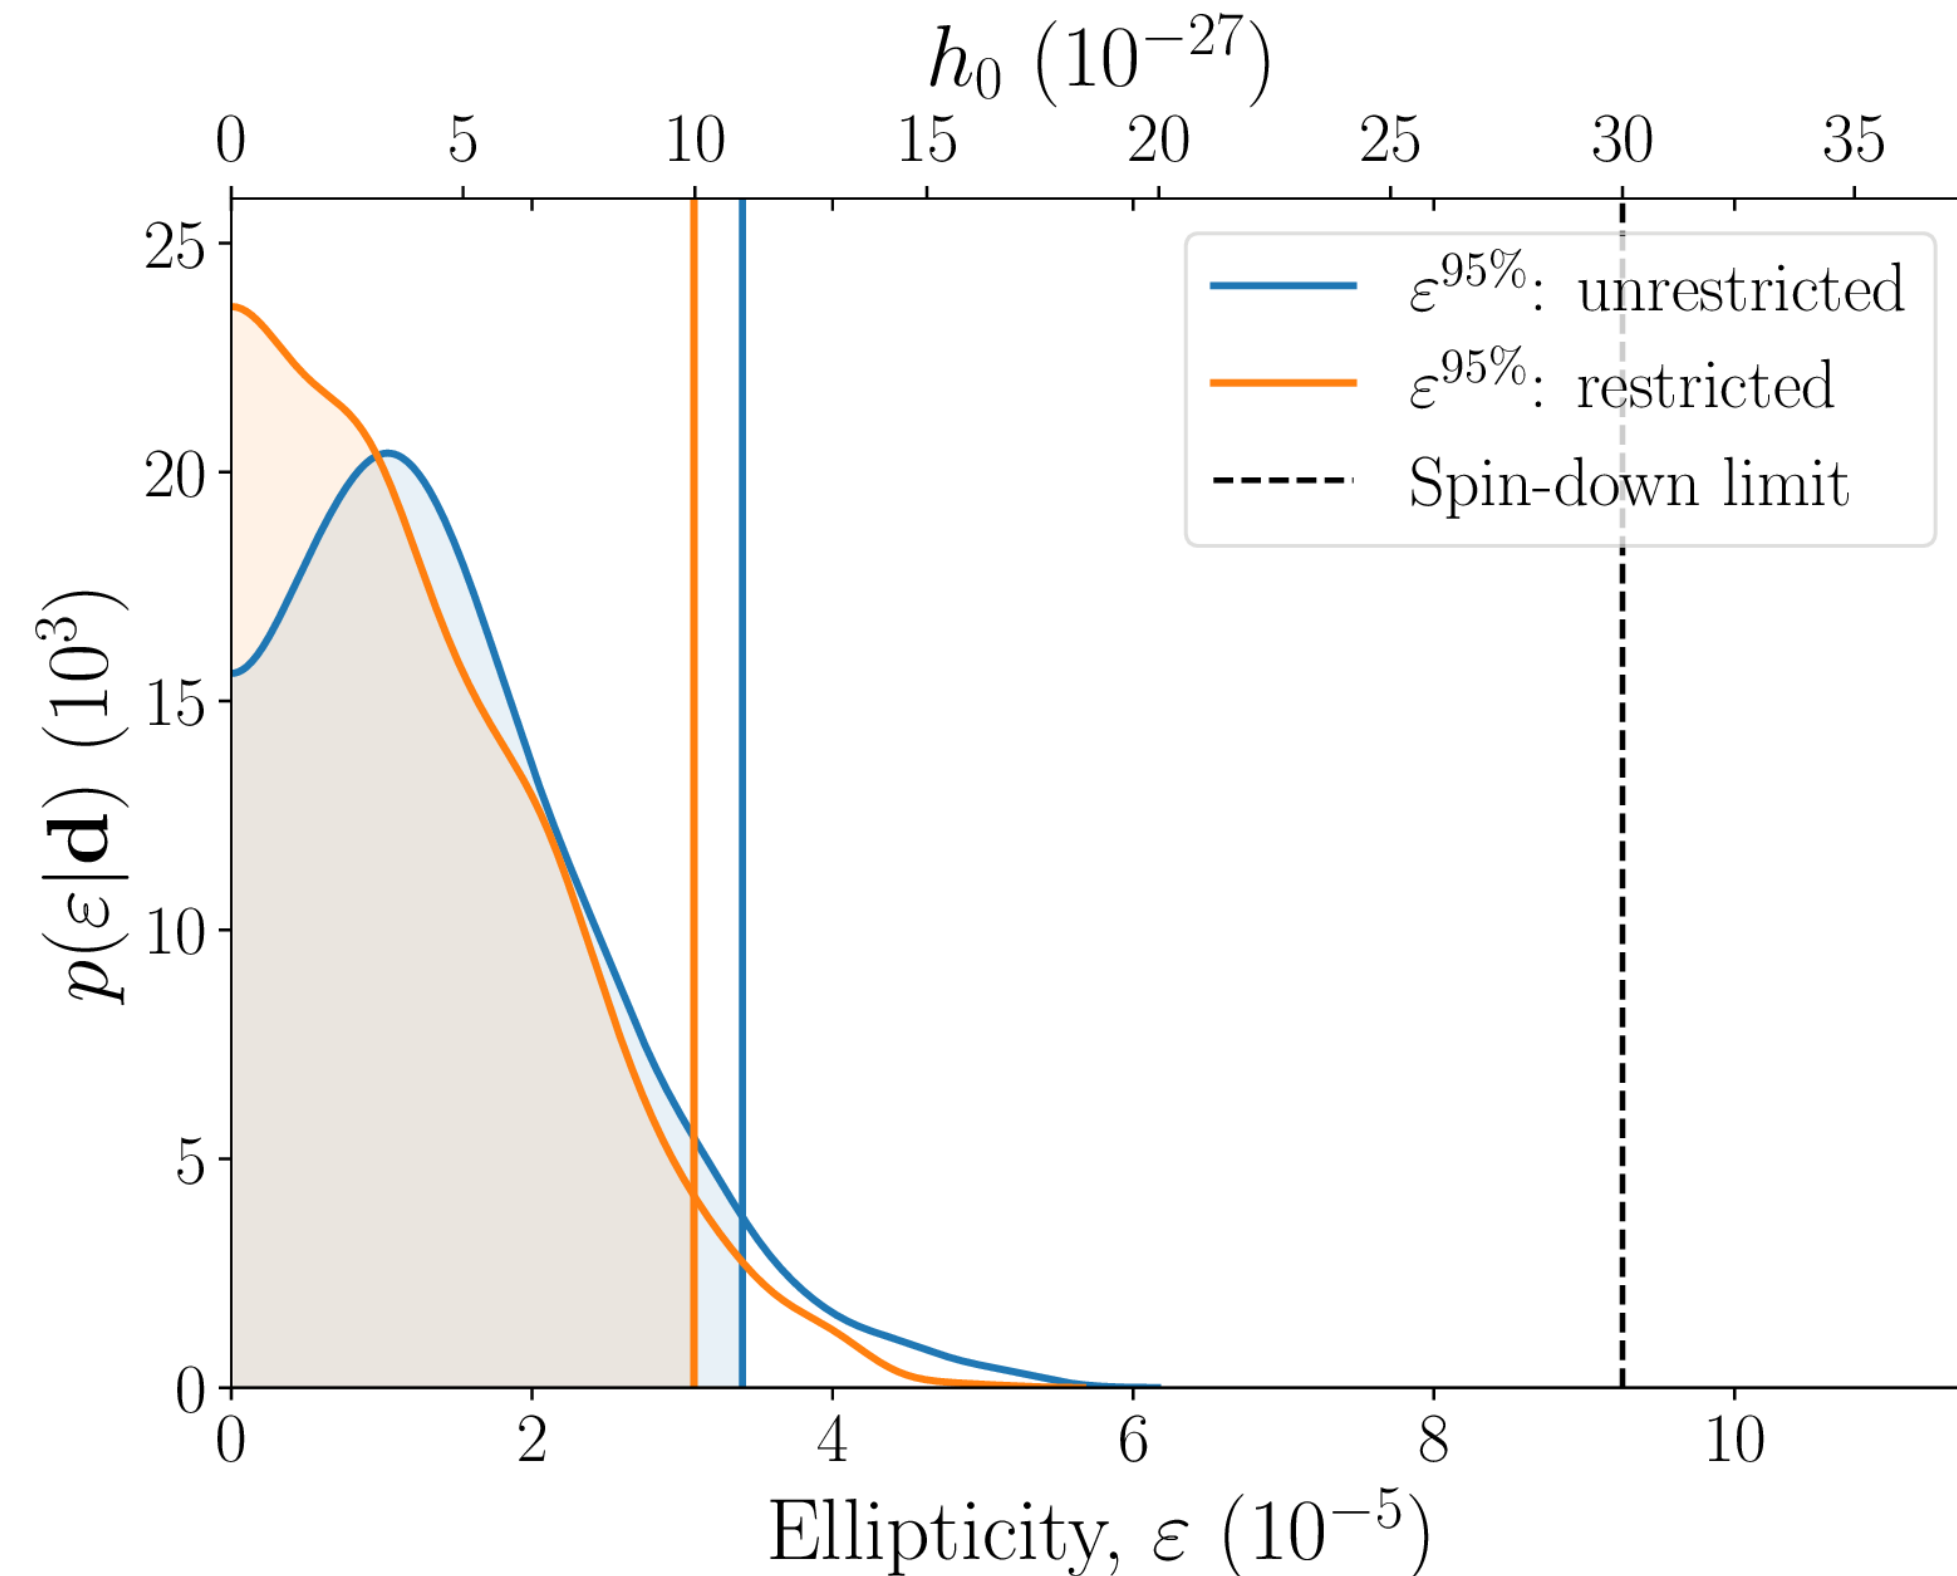 h₀ (10⁻²⁷)
0 5 10 15 20 25 30 35
p(ε|d) (10³)
25
20
15
10
5
0
ε⁹⁵%: unrestricted
ε⁹⁵%: restricted
Spin-down limit
0 2 4 6 8 10
Ellipticity, ε (10⁻⁵)